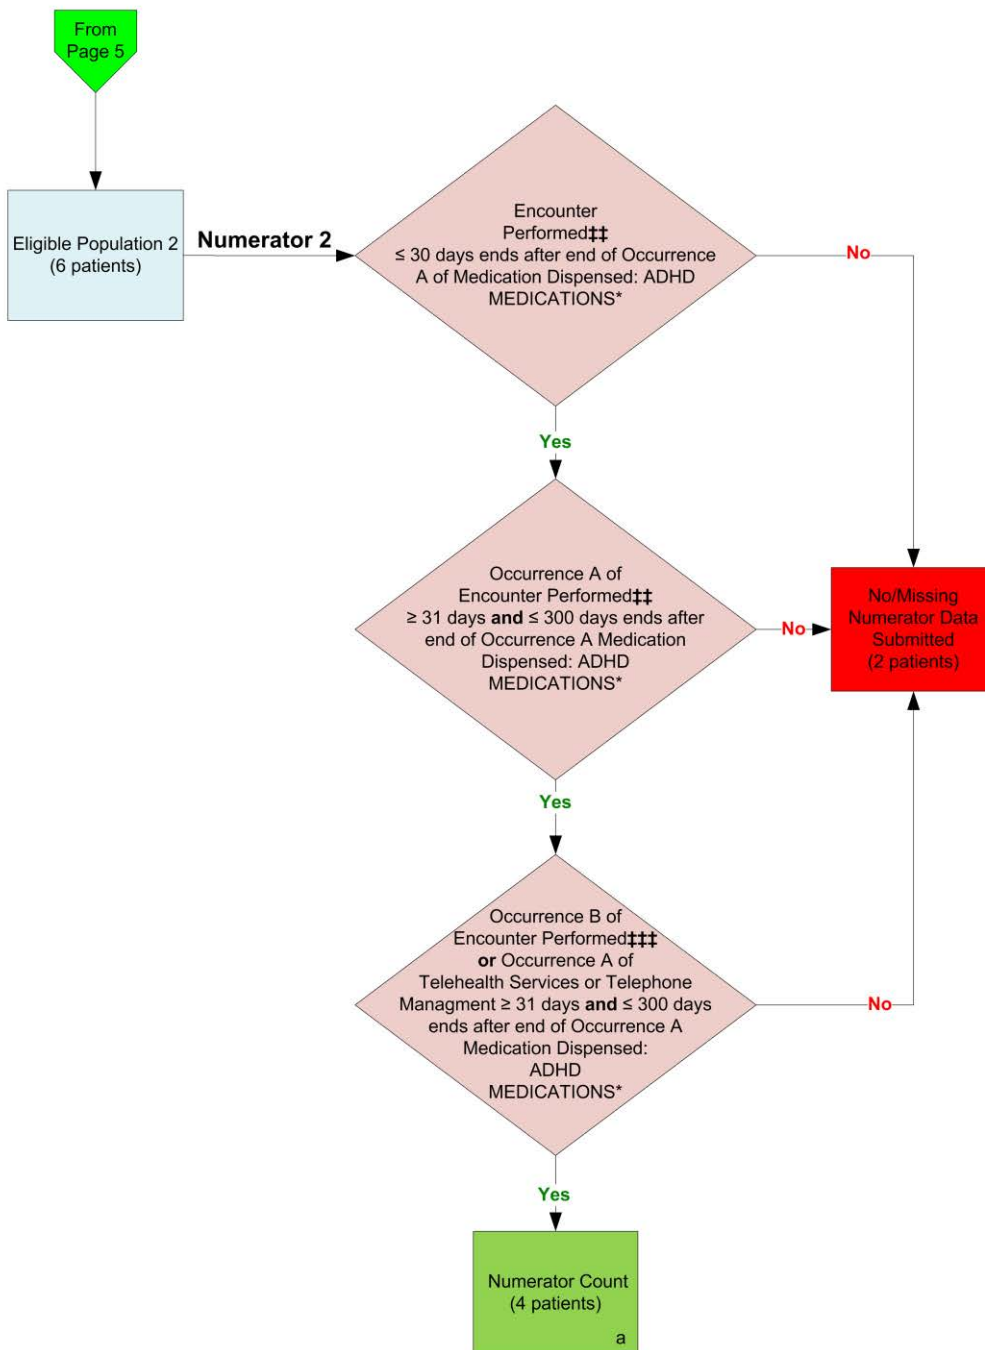 From
Page 5
Eligible Population 2
(6 patients)
Numerator 2
Encounter
Performed‡‡
≤ 30 days ends after end of Occurrence
A of Medication Dispensed: ADHD
MEDICATIONS*
No
Yes
Occurrence A of
Encounter Performed‡‡
≥ 31 days and ≤ 300 days ends after
end of Occurrence A Medication
Dispensed: ADHD
MEDICATIONS*
No
No/Missing
Numerator Data
Submitted
(2 patients)
Yes
Occurrence B of
Encounter Performed‡‡‡
or Occurrence A of
Telehealth Services or Telephone
Managment ≥ 31 days and ≤ 300 days
ends after end of Occurrence A
Medication Dispensed:
ADHD
MEDICATIONS*
No
Yes
Numerator Count
(4 patients)
a